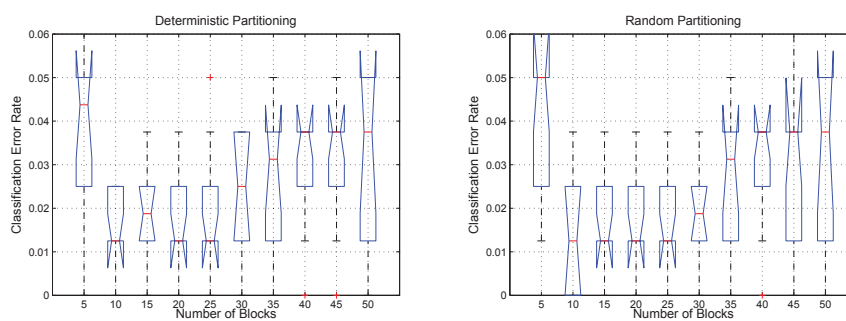 Deterministic Partitioning
0.06
0.05
0.04
0.03
0.02
0.01
0
Classification Error Rate
5 10 15 20 25 30 35 40 45 50
Number of Blocks
Random Partitioning
0.06
0.05
0.04
0.03
0.02
0.01
0
Classification Error Rate
5 10 15 20 25 30 35 40 45 50
Number of Blocks